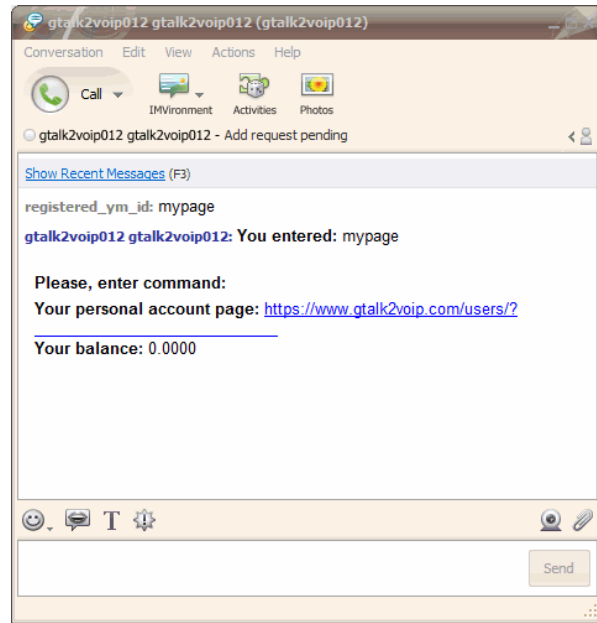 gtalk2voip012 gtalk2voip012 (gtalk2voip012)
Conversation Edit View Actions Help
Call IMVironment Activities Photos
gtalk2voip012 gtalk2voip012 - Add request pending
Show Recent Messages (F3)
registered_ym_id: mypage
gtalk2voip012 gtalk2voip012: You entered: mypage
Please, enter command:
Your personal account page: https://www.gtalk2voip.com/users/?
Your balance: 0.0000
T
Send